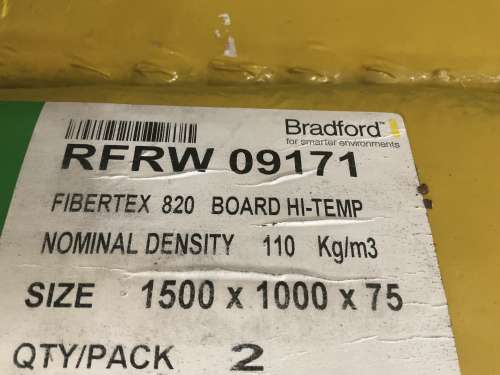 Bradford™
for smarter environments
RFRW 09171
FIBERTEX 820 BOARD HI-TEMP
NOMINAL DENSITY 110 Kg/m3
SIZE 1500 x 1000 x 75
QTY/PACK 2